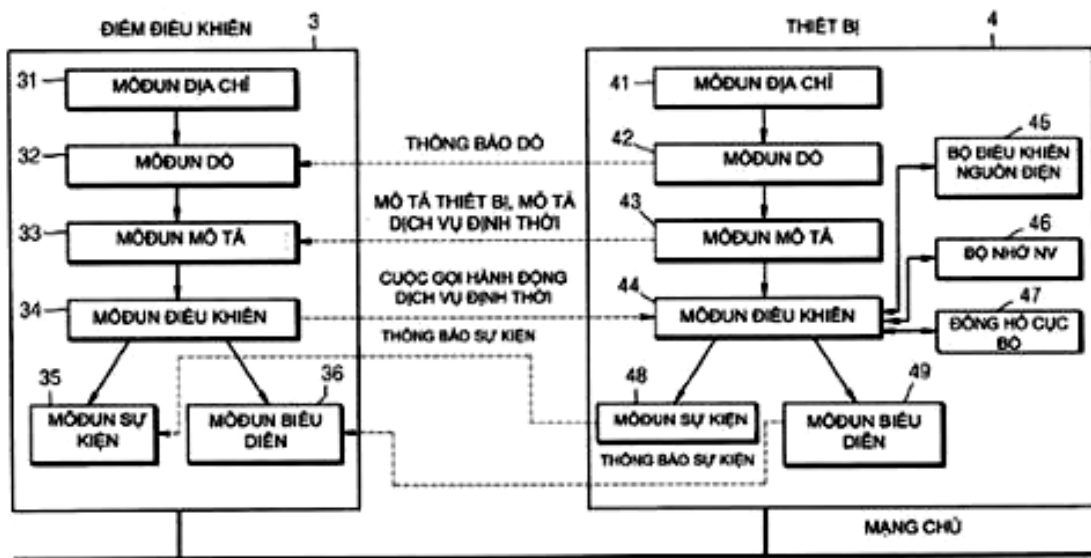 ĐIỂM ĐIỀU KHIỂN
3
31
MÔĐUN ĐỊA CHỈ
32
MÔĐUN DÒ
33
MÔĐUN MÔ TẢ
34
MÔĐUN ĐIỀU KHIỂN
35
MÔĐUN SỰ
KIỆN
36
MÔĐUN BIỂU
DIỄN
THÔNG BÁO DÒ
MÔ TẢ THIẾT BỊ, MÔ TẢ
DỊCH VỤ ĐỊNH THỜI
CUỘC GỌI HÀNH ĐỘNG
DỊCH VỤ ĐỊNH THỜI
THÔNG BÁO SỰ KIỆN
THIẾT BỊ
4
41
MÔĐUN ĐỊA CHỈ
42
MÔĐUN DÒ
43
MÔĐUN MÔ TẢ
44
MÔĐUN ĐIỀU KHIỂN
45
BỘ ĐIỀU KHIỂN
NGUỒN ĐIỆN
46
BỘ NHỚ NV
47
ĐỒNG HỒ CỤC
BỘ
48
MÔĐUN SỰ KIỆN
49
MÔĐUN BIỂU
DIỄN
THÔNG BÁO SỰ KIỆN
MẠNG CHỦ